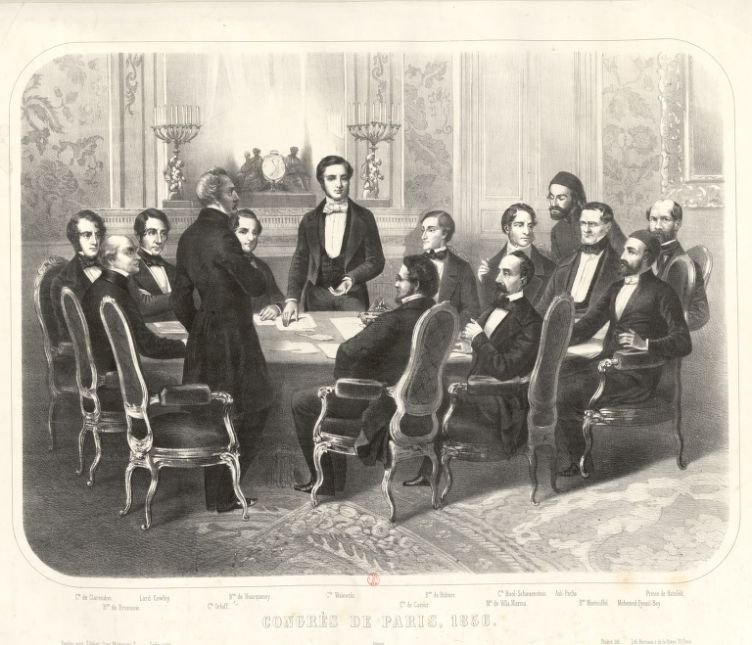 Cte de Clarendon. Lord Cowley. Bon de Bourqueney. Cte Walewski. Bon de Hubner. Cte Buol-Schauenstein. Aali-Pacha. Prince de Hatzfeld.
Bon de Brunnow. Cte Orloff. Cte de Cavour. Mis de Villa Marina. Bon Manteuffel. Mehemed-Djemil-Bey.
CONGRÈS DE PARIS, 1856.